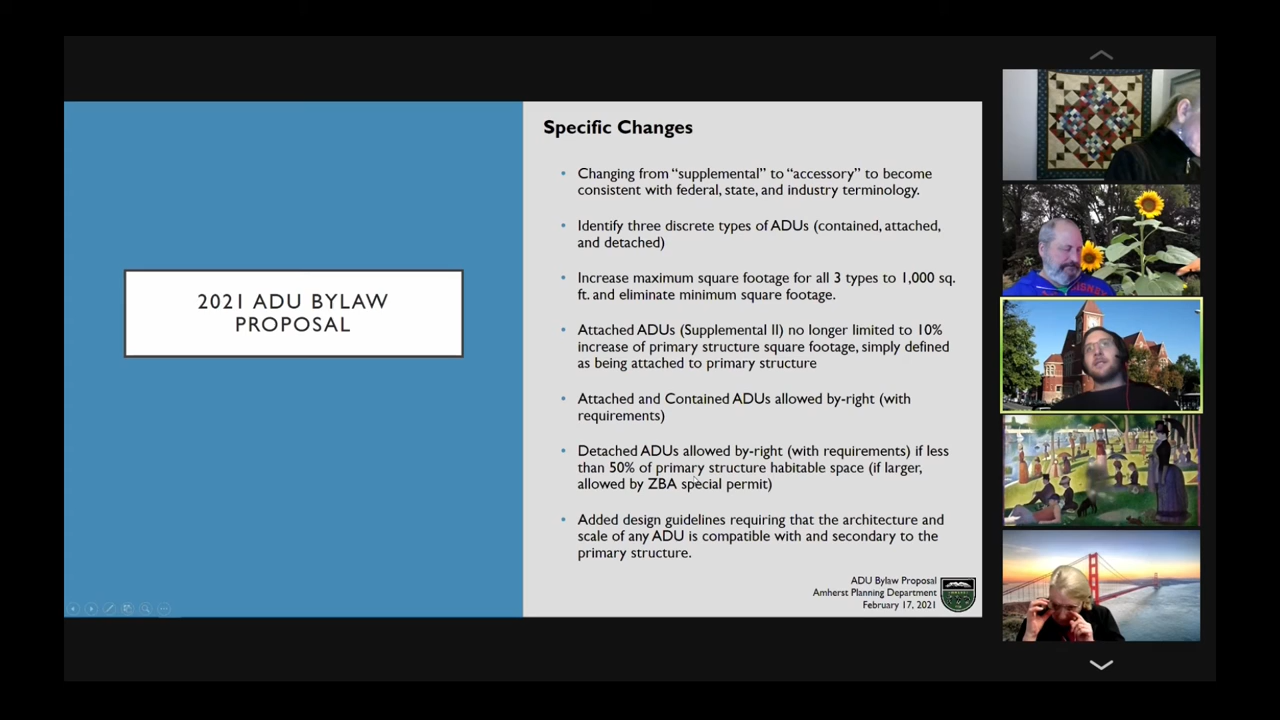 2021 ADU BYLAW
PROPOSAL
Specific Changes
• Changing from “supplemental” to “accessory” to become
consistent with federal, state, and industry terminology.
• Identify three discrete types of ADUs (contained, attached,
and detached)
• Increase maximum square footage for all 3 types to 1,000 sq.
ft. and eliminate minimum square footage.
• Attached ADUs (Supplemental II) no longer limited to 10%
increase of primary structure square footage, simply defined
as being attached to primary structure
• Attached and Contained ADUs allowed by-right (with
requirements)
• Detached ADUs allowed by-right (with requirements) if less
than 50% of primary structure habitable space (if larger,
allowed by ZBA special permit)
• Added design guidelines requiring that the architecture and
scale of any ADU is compatible with and secondary to the
primary structure.
ADU Bylaw Proposal
Amherst Planning Department
February 17, 2021